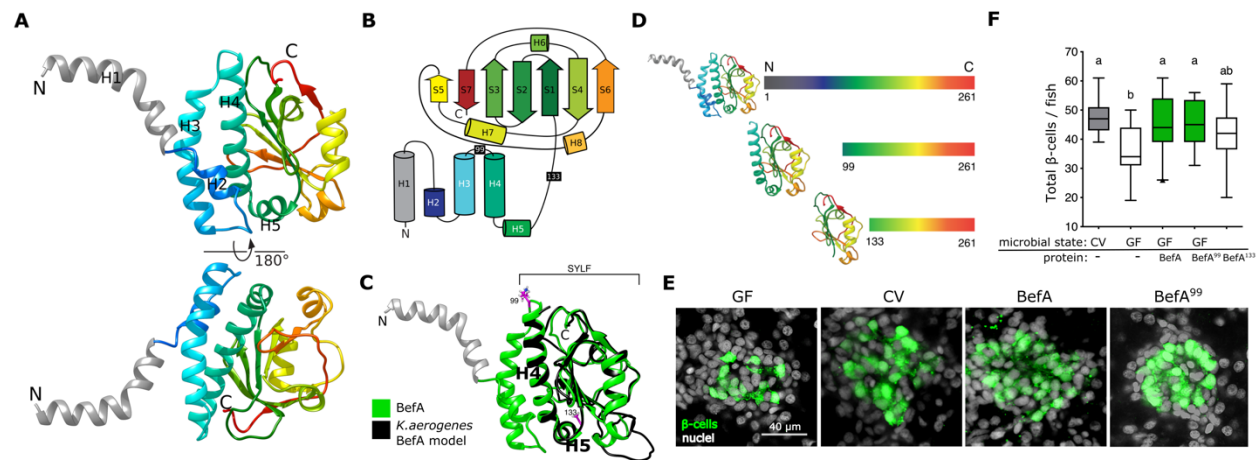 A
N
H1
H3
H4
C
H2
H5
180°
N
C
B
H6
S5
S7
S3
S2
S1
S4
S6
C
H7
H8
99
133
H1
H2
H3
H4
H5
N
C
SYLF
99
N
C
H4
133
H5
BefA
K.aerogenes
BefA model
D
N
C
1
261
99
261
133
261
E
GF
CV
BefA
BefA⁹⁹
β-cells
nuclei
40 µm
F
Total β-cells / fish
70
60
50
40
30
20
10
a
b
a
a
ab
microbial state: CV GF GF GF
protein: - - BefA BefA⁹⁹ BefA¹³³